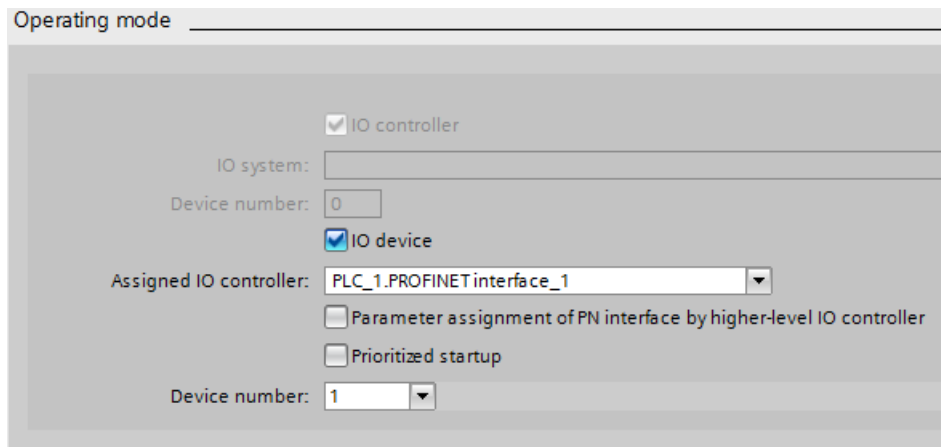 Operating mode
IO controller
IO system:
Device number: 0
IO device
Assigned IO controller: PLC_1.PROFINET interface_1
Parameter assignment of PN interface by higher-level IO controller
Prioritized startup
Device number: 1